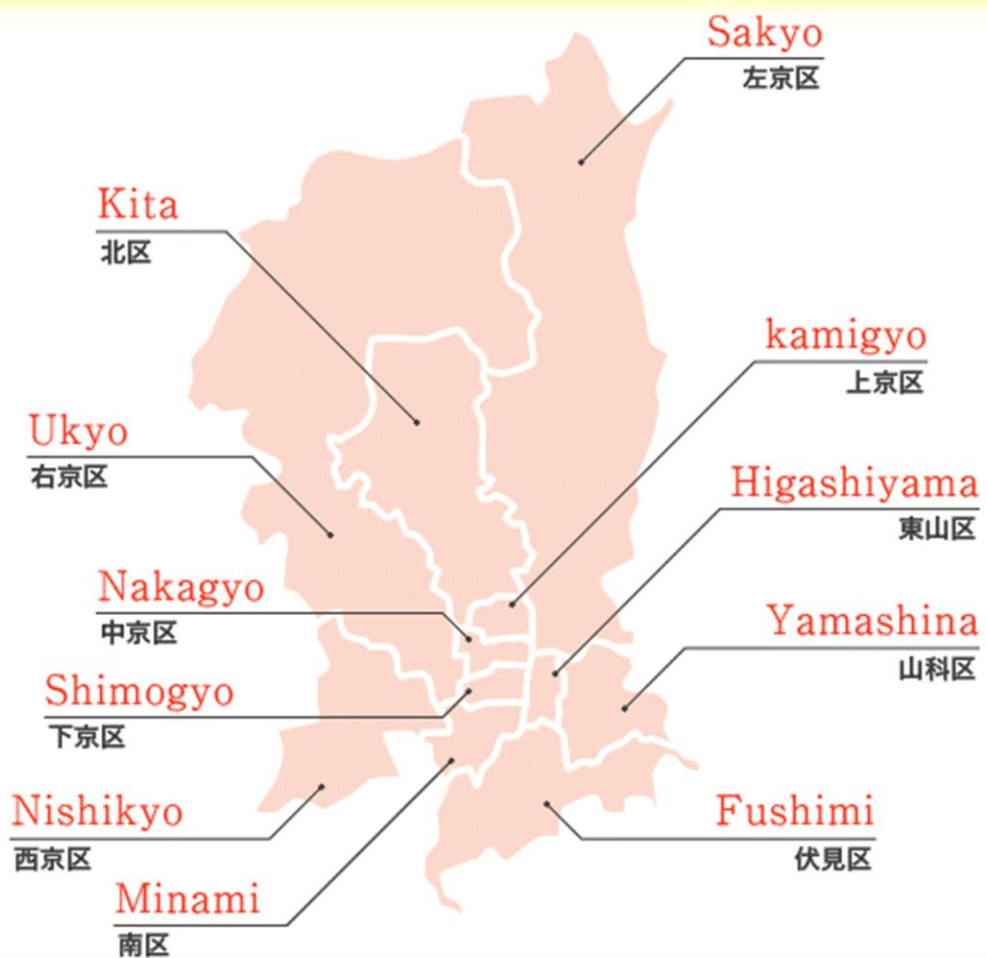 Sakyo
左京区
Kita
北区
kamigyo
上京区
Ukyo
右京区
Higashiyama
東山区
Nakagyo
中京区
Yamashina
山科区
Shimogyo
下京区
Nishikyo
西京区
Fushimi
伏見区
Minami
南区